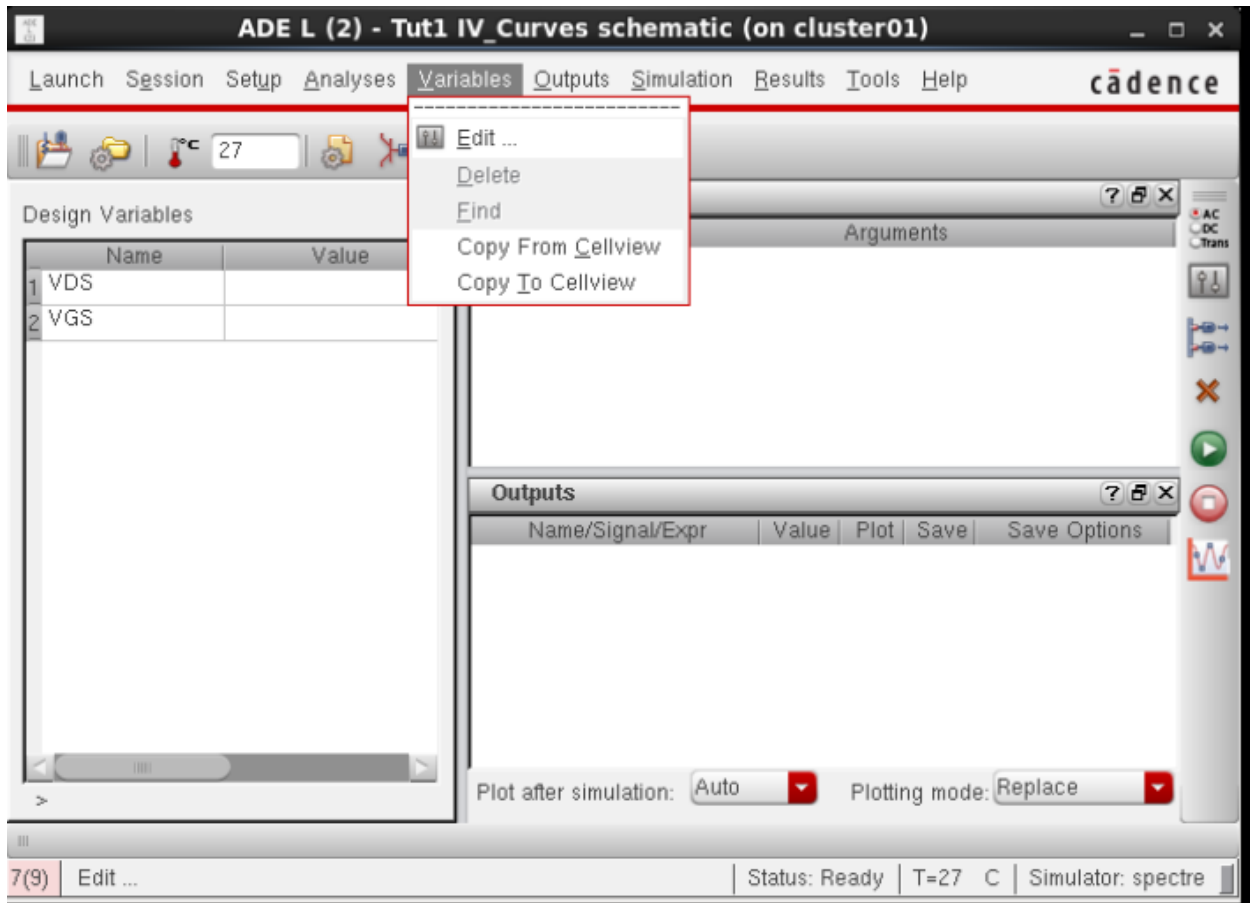 ADE L (2) - Tut1 IV_Curves schematic (on cluster01)
Launch Session Setup Analyses Variables Outputs Simulation Results Tools Help cādence
Edit ...
Delete
Find
Copy From Cellview
Copy To Cellview
°C 27
Design Variables
Name Value
1 VDS
2 VGS
Arguments
AC
DC
Trans
Outputs
Name/Signal/Expr Value Plot Save Save Options
Plot after simulation: Auto Plotting mode: Replace
>
7(9) Edit ... Status: Ready T=27 C Simulator: spectre